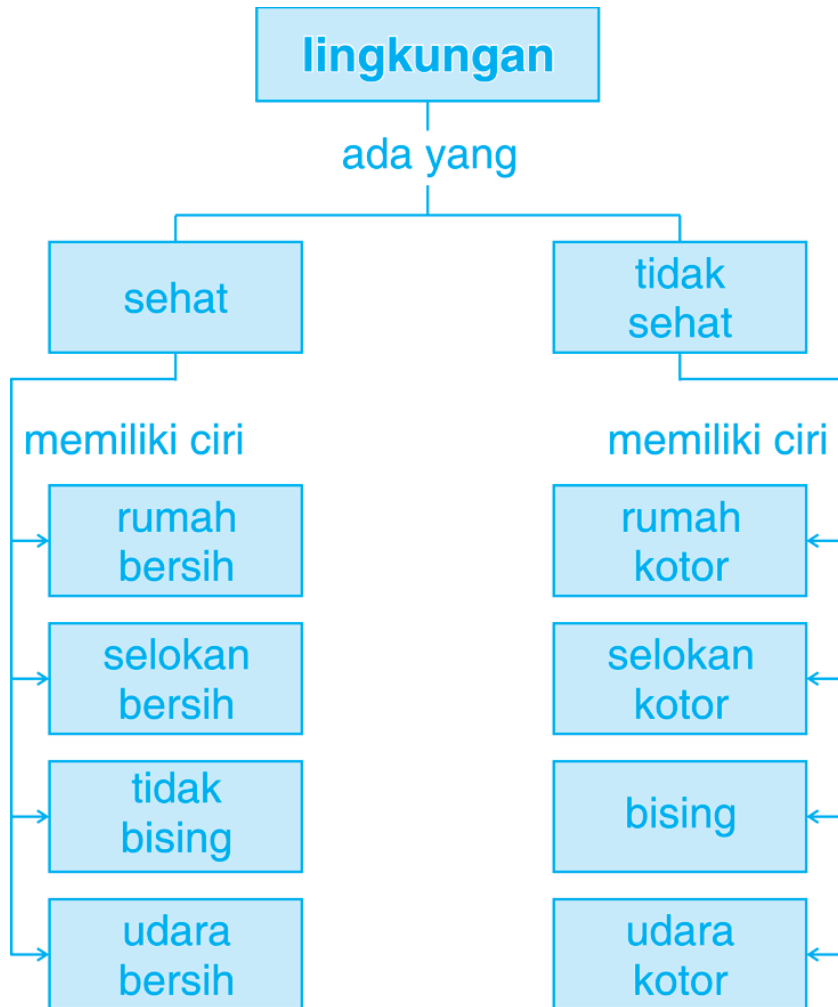 lingkungan
ada yang
sehat
tidak
sehat
memiliki ciri
memiliki ciri
rumah
bersih
rumah
kotor
selokan
bersih
selokan
kotor
tidak
bising
bising
udara
bersih
udara
kotor